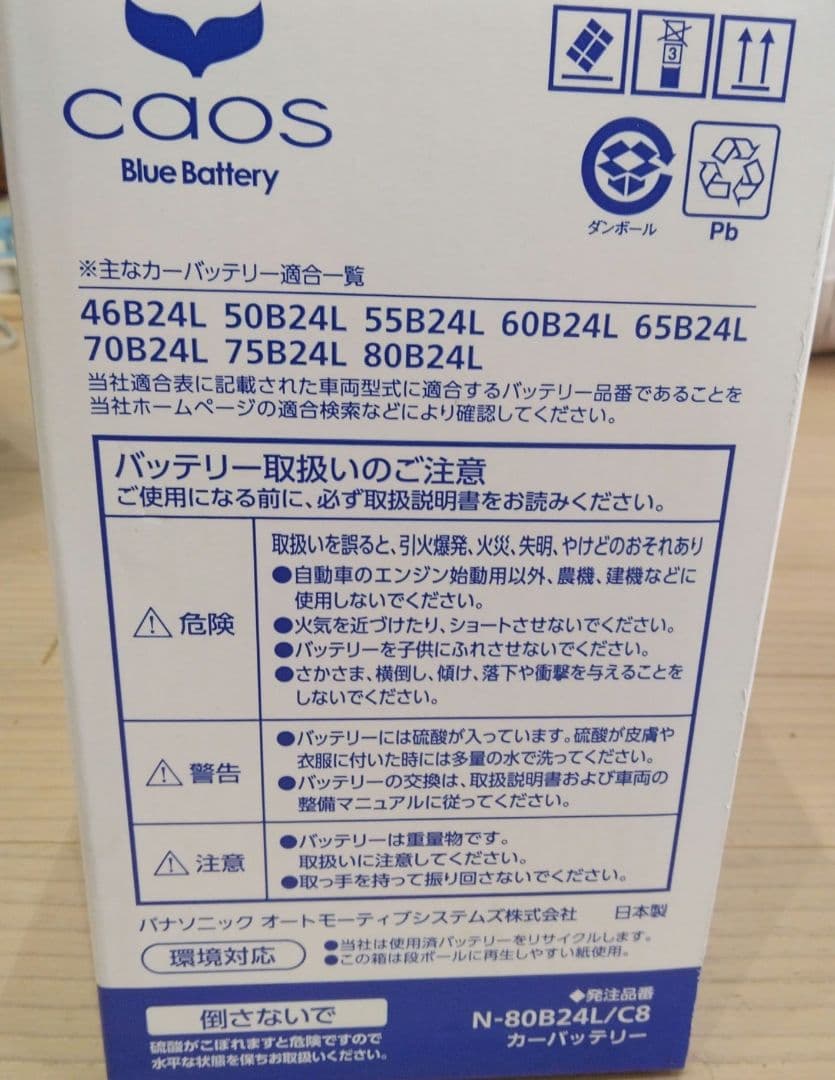 caos
Blue Battery
3
ダンボール
Pb
※主なカーバッテリー適合一覧
46B24L 50B24L 55B24L 60B24L 65B24L
70B24L 75B24L 80B24L
当社適合表に記載された車両型式に適合するバッテリー品番であることを
当社ホームページの適合検索などにより確認してください。
バッテリー取扱いのご注意
ご使用になる前に、必ず取扱説明書をお読みください。
危険
取扱いを誤ると、引火爆発、火災、失明、やけどのおそれあり
●自動車のエンジン始動用以外、農機、建機などに
使用しないでください。
●火気を近づけたり、ショートさせないでください。
●バッテリーを子供にふれさせないでください。
●さかさま、横倒し、傾け、落下や衝撃を与えることを
しないでください。
警告
●バッテリーには硫酸が入っています。硫酸が皮膚や
衣服に付いた時には多量の水で洗ってください。
●バッテリーの交換は、取扱説明書および車両の
整備マニュアルに従ってください。
注意
●バッテリーは重量物です。
取扱いに注意してください。
●取っ手を持って振り回さないでください。
パナソニック オートモーティブシステムズ株式会社 日本製
環境対応
●当社は使用済バッテリーをリサイクルします。
●この箱は段ボールに再生しやすい紙使用。
倒さないで
硫酸がこぼれますと危険ですので
水平な状態を保ちお取扱いください。
◆発注品番
N-80B24L/C8
カーバッテリー